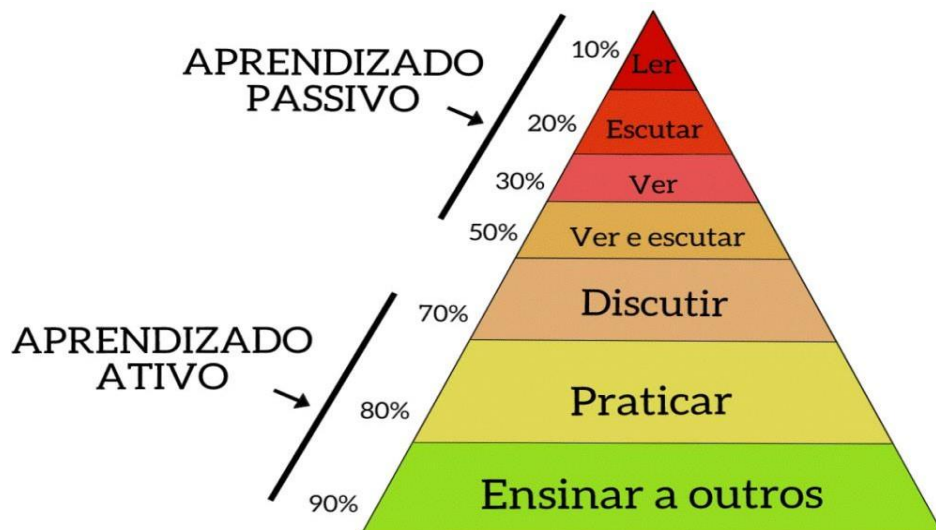 10%
Ler
APRENDIZADO
PASSIVO
20%
Escutar
30%
Ver
50%
Ver e escutar
70%
Discutir
APRENDIZADO
ATIVO
80%
Praticar
90%
Ensinar a outros